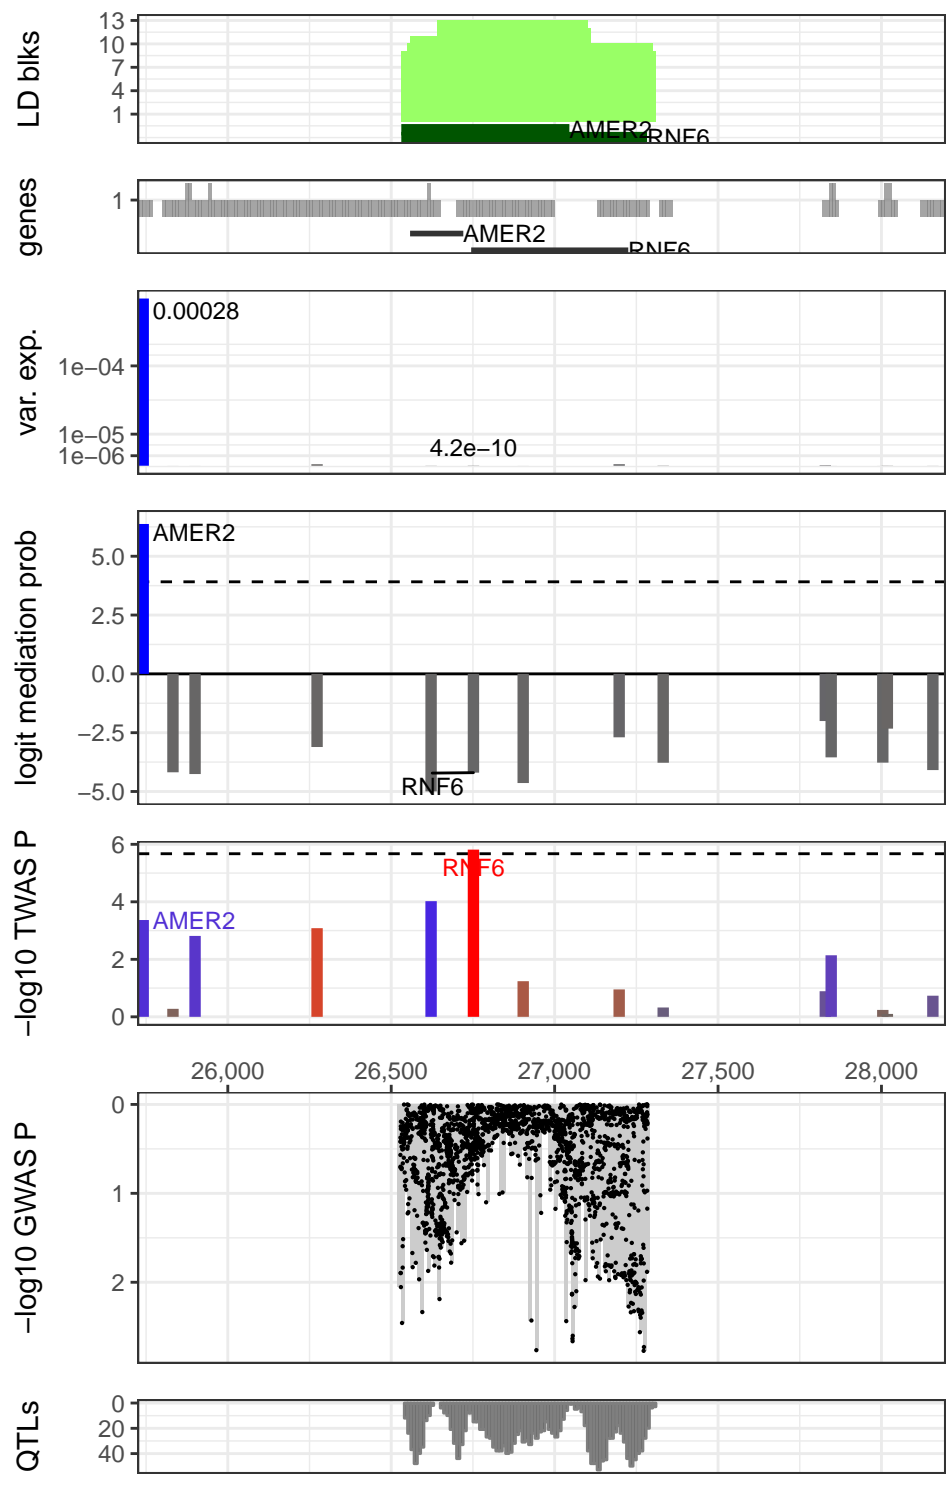 LD blks
13
10
7
4
1
AMER2
RNF6
genes
1
AMER2
RNF6
var. exp.
1e−04
1e−05
1e−06
0.00028
4.2e−10
logit mediation prob
5.0
2.5
0.0
−2.5
−5.0
AMER2
RNF6
−log10 TWAS P
6
4
2
0
AMER2
RNF6
26,000 26,500 27,000 27,500 28,000
−log10 GWAS P
0
1
2
QTLs
0
20
40